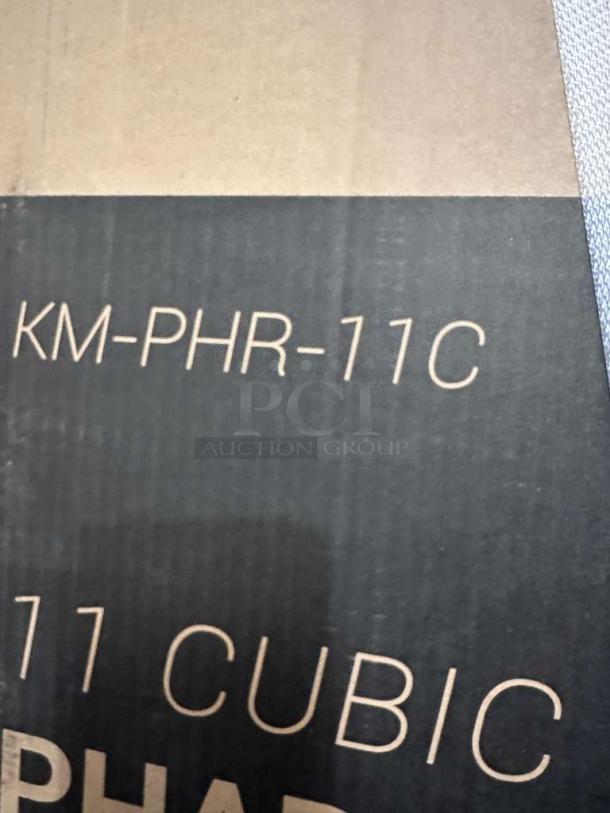 KM-PHR-11C
PCI
AUCTION GROUP
11 CUBIC